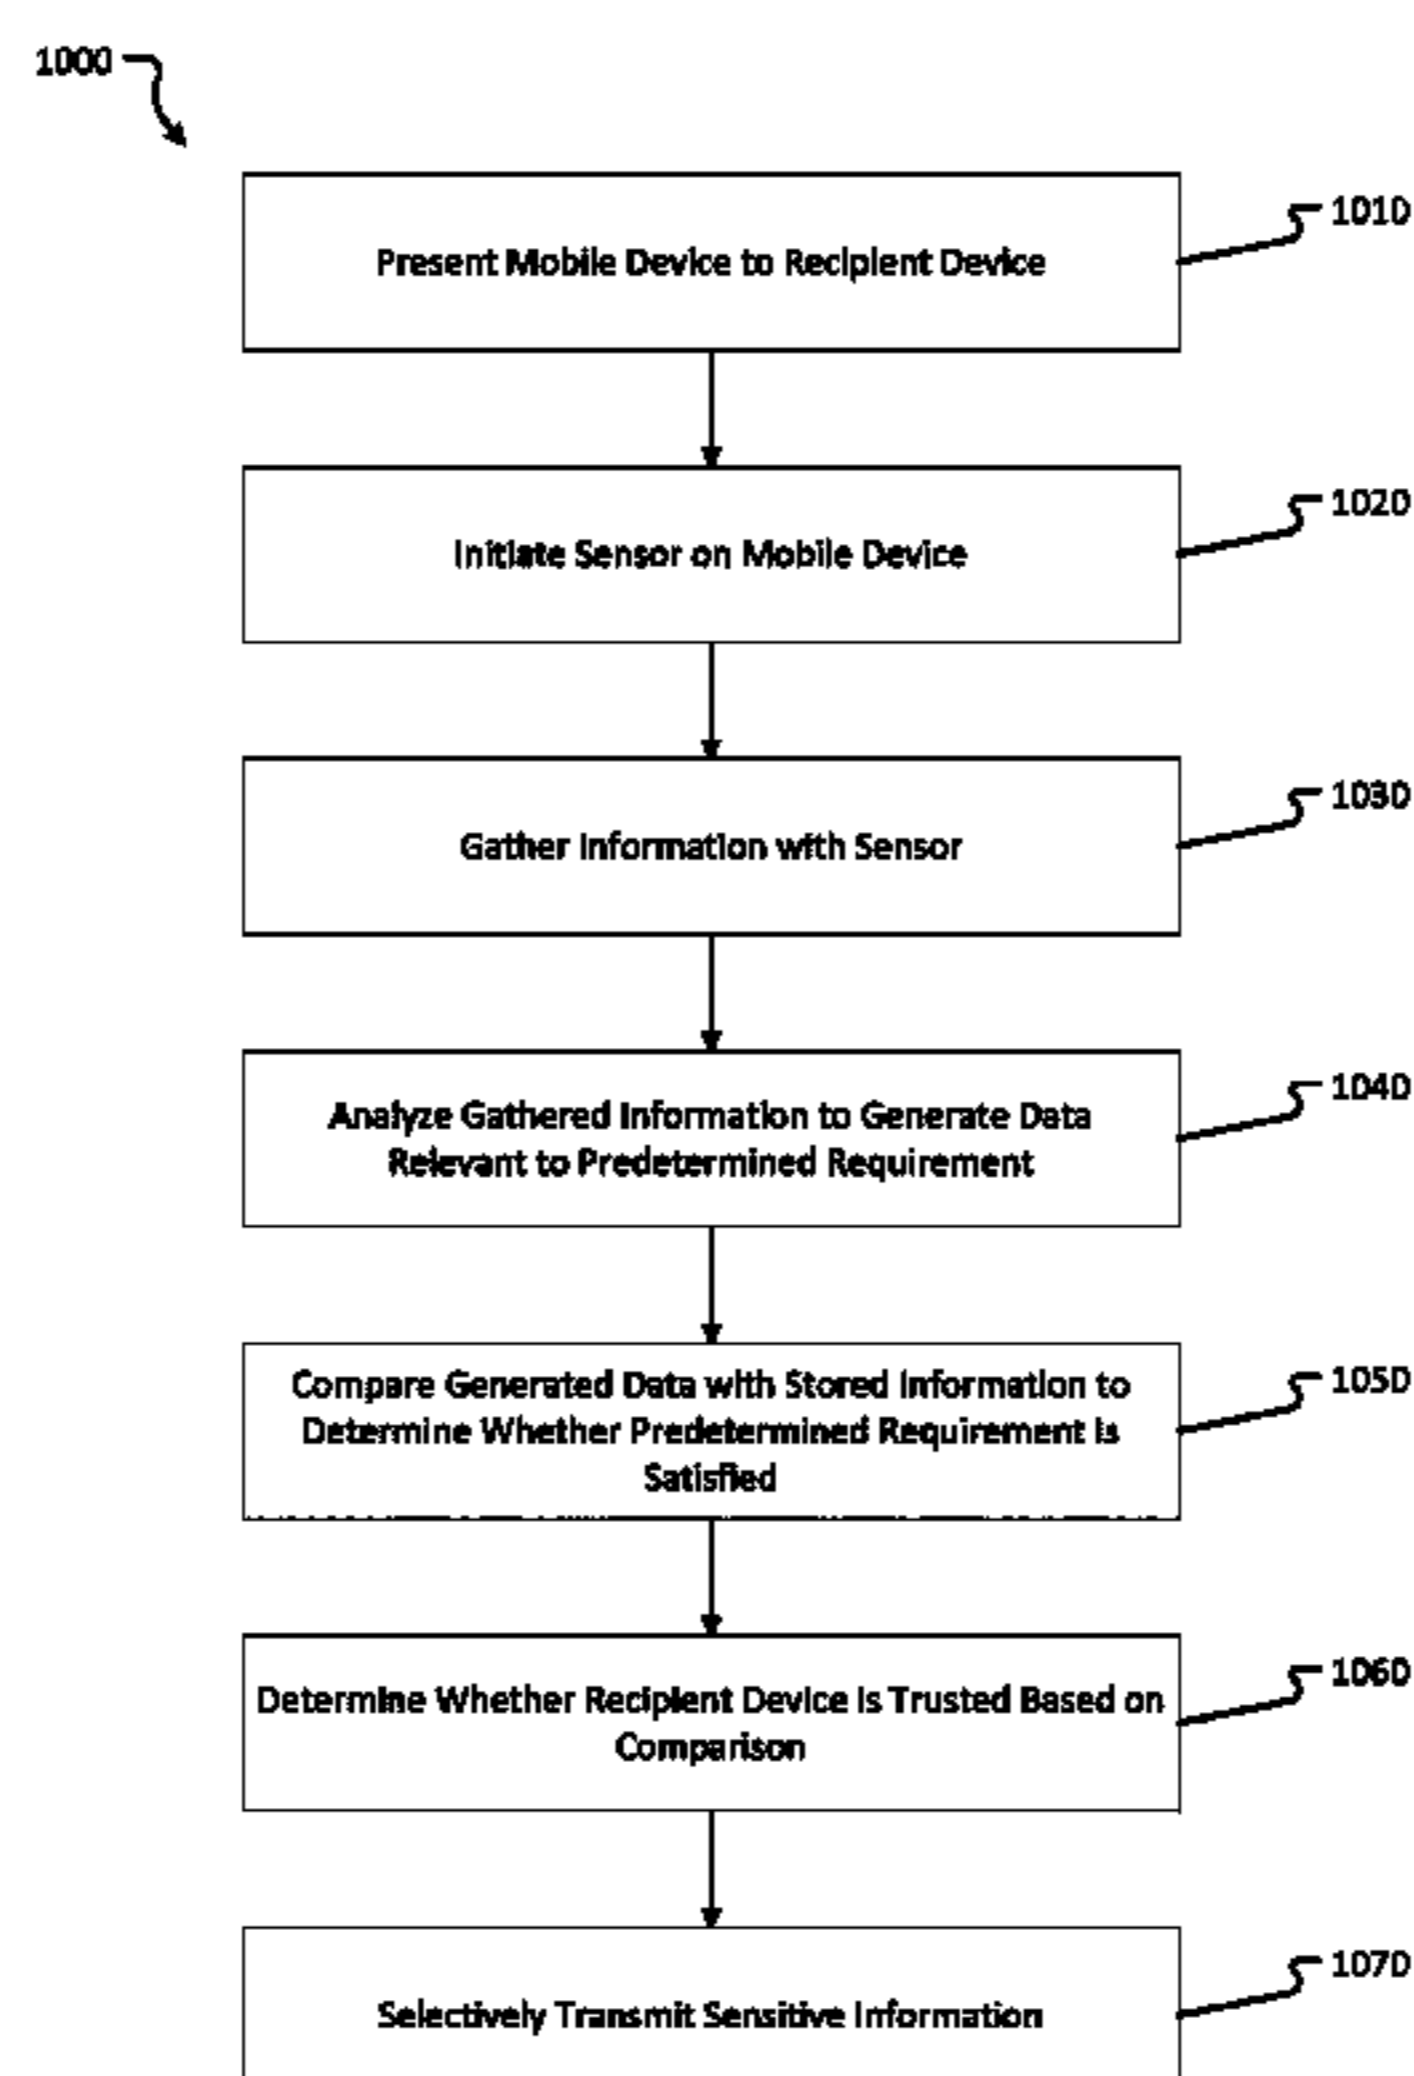 1000
Present Mobile Device to Recipient Device
1010
Initiate Sensor on Mobile Device
1020
Gather Information with Sensor
1030
Analyze Gathered Information to Generate Data
Relevant to Predetermined Requirement
1040
Compare Generated Data with Stored Information to
Determine Whether Predetermined Requirement is
Satisfied
1050
Determine Whether Recipient Device is Trusted Based on
Comparison
1060
Selectively Transmit Sensitive Information
1070